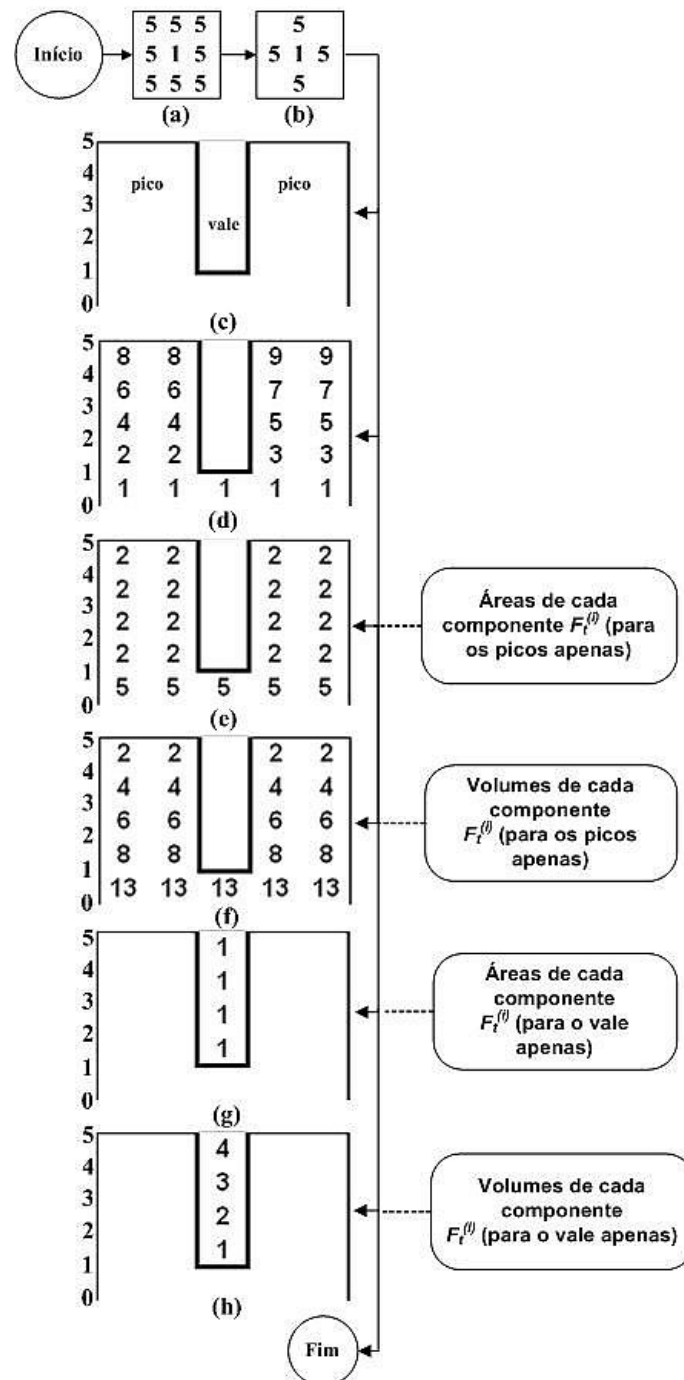 Início
5 5 5
5 1 5
5 5 5
(a)
5
5 1 5
5
(b)
5
4
3
2
1
0
pico
vale
pico
(c)
5
4
3
2
1
0
8 8 9 9
6 6 7 7
4 4 5 5
2 2 3 3
1 1 1 1 1
(d)
5
4
3
2
1
0
2 2 2 2
2 2 2 2
2 2 2 2
2 2 2 2
5 5 5 5 5
(e)
Áreas de cada
componente Ft(i) (para
os picos apenas)
5
4
3
2
1
0
2 2 2 2
4 4 4 4
6 6 6 6
8 8 8 8
13 13 13 13 13
(f)
Volumes de cada
componente
Ft(i) (para os picos
apenas)
5
4
3
2
1
0
1
1
1
1
(g)
Áreas de cada
componente
Ft(i) (para o vale
apenas)
5
4
3
2
1
0
4
3
2
1
(h)
Volumes de cada
componente
Ft(i) (para o vale apenas)
Fim